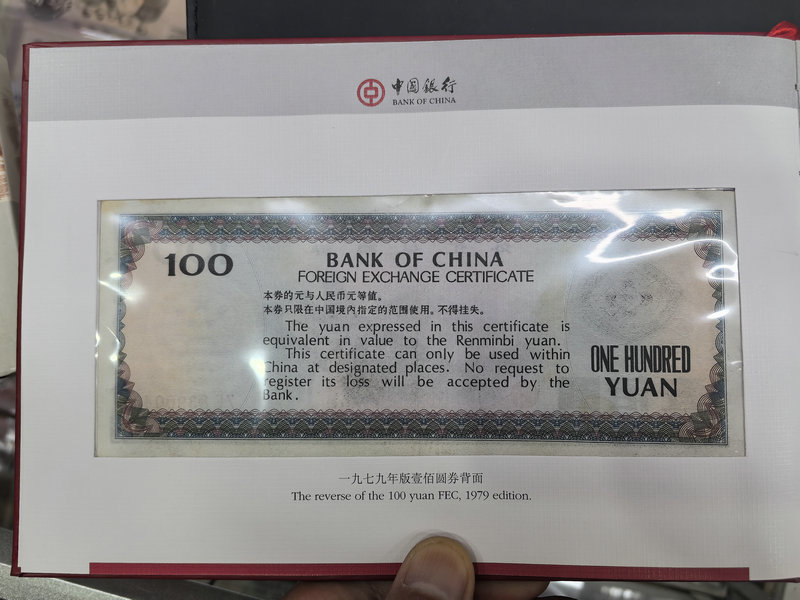 中国銀行
BANK OF CHINA
100
BANK OF CHINA
FOREIGN EXCHANGE CERTIFICATE
本券的元与人民币元等值。
本券只限在中国境内指定的范围使用。不得挂失。
The yuan expressed in this certificate is
equivalent in value to the Renminbi yuan.
This certificate can only be used within
China at designated places. No request to
register its loss will be accepted by the
Bank.
ONE HUNDRED
YUAN
一九七九年版壹佰圓券背面
The reverse of the 100 yuan FEC, 1979 edition.